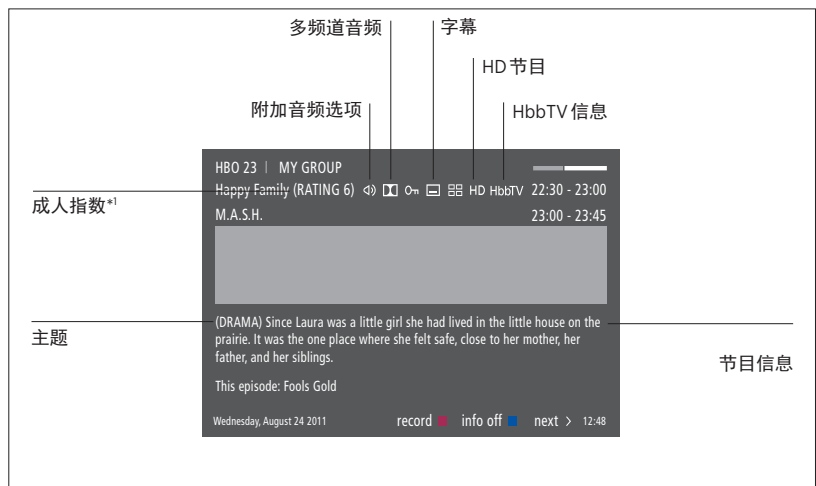 多频道音频
字幕
HD 节目
附加音频选项
HbbTV 信息
HBO 23 | MY GROUP
Happy Family (RATING 6) HD HbbTV 22:30 - 23:00
成人指数*1
M.A.S.H. 23:00 - 23:45
(DRAMA) Since Laura was a little girl she had lived in the little house on the
prairie. It was the one place where she felt safe, close to her mother, her
father, and her siblings.
主题
节目信息
This episode: Fools Gold
Wednesday, August 24 2011 record info off next > 12:48